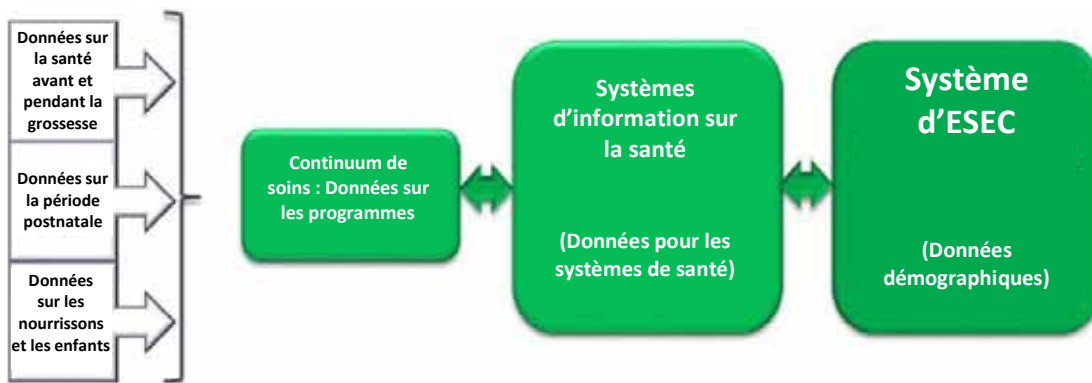 Données sur
la santé
avant et
pendant la
grossesse
Données sur
la période
postnatale
Données
sur les
nourrissons
et les enfants
Continuum de
soins : Données sur
les programmes
Systèmes
d'information sur
la santé
(Données pour les
systèmes de santé)
Système
d'ESEC
(Données
démographiques)